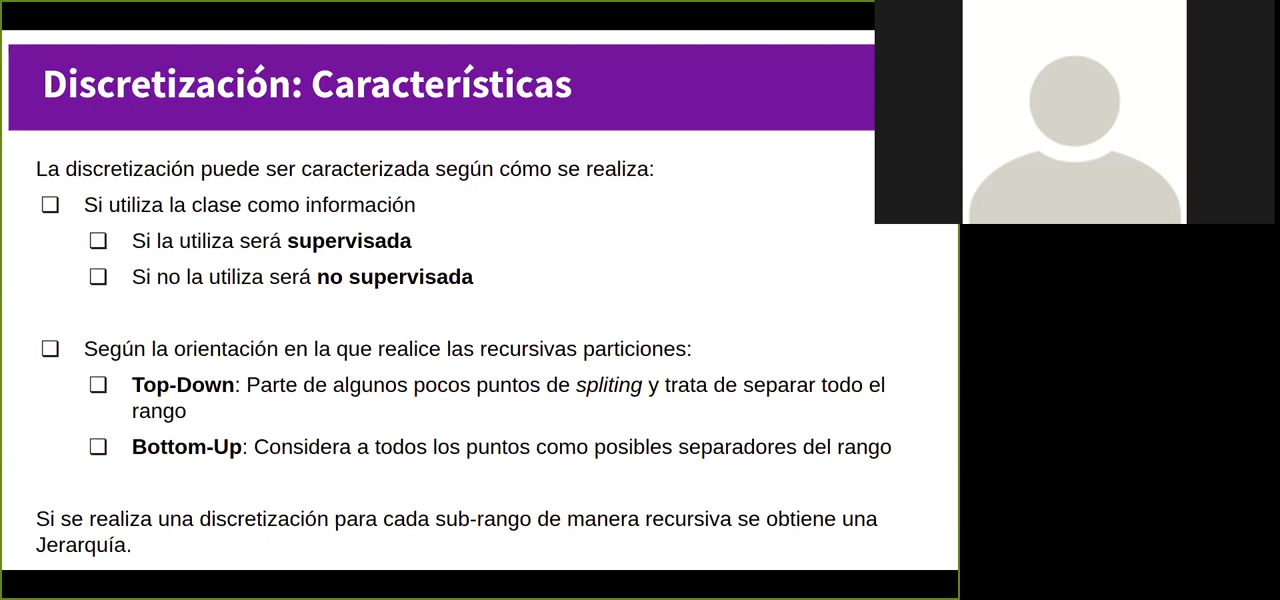 Discretización: Características
La discretización puede ser caracterizada según cómo se realiza:
❏ Si utiliza la clase como información
❏ Si la utiliza será supervisada
❏ Si no la utiliza será no supervisada
❏ Según la orientación en la que realice las recursivas particiones:
❏ Top-Down: Parte de algunos pocos puntos de spliting y trata de separar todo el
rango
❏ Bottom-Up: Considera a todos los puntos como posibles separadores del rango
Si se realiza una discretización para cada sub-rango de manera recursiva se obtiene una
Jerarquía.